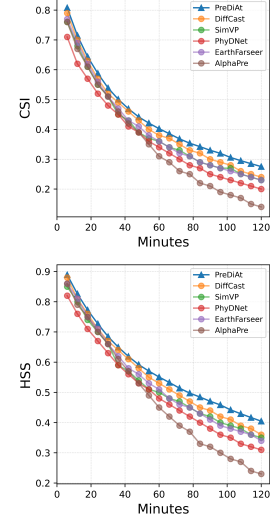 0.8
0.7
0.6
0.5
0.4
0.3
0.2
CSI
PreDiAt
DiffCast
SimVP
PhyDNet
EarthFarseer
AlphaPre
0 20 40 60 80 100 120
Minutes
0.9
0.8
0.7
0.6
0.5
0.4
0.3
0.2
HSS
PreDiAt
DiffCast
SimVP
PhyDNet
EarthFarseer
AlphaPre
0 20 40 60 80 100 120
Minutes